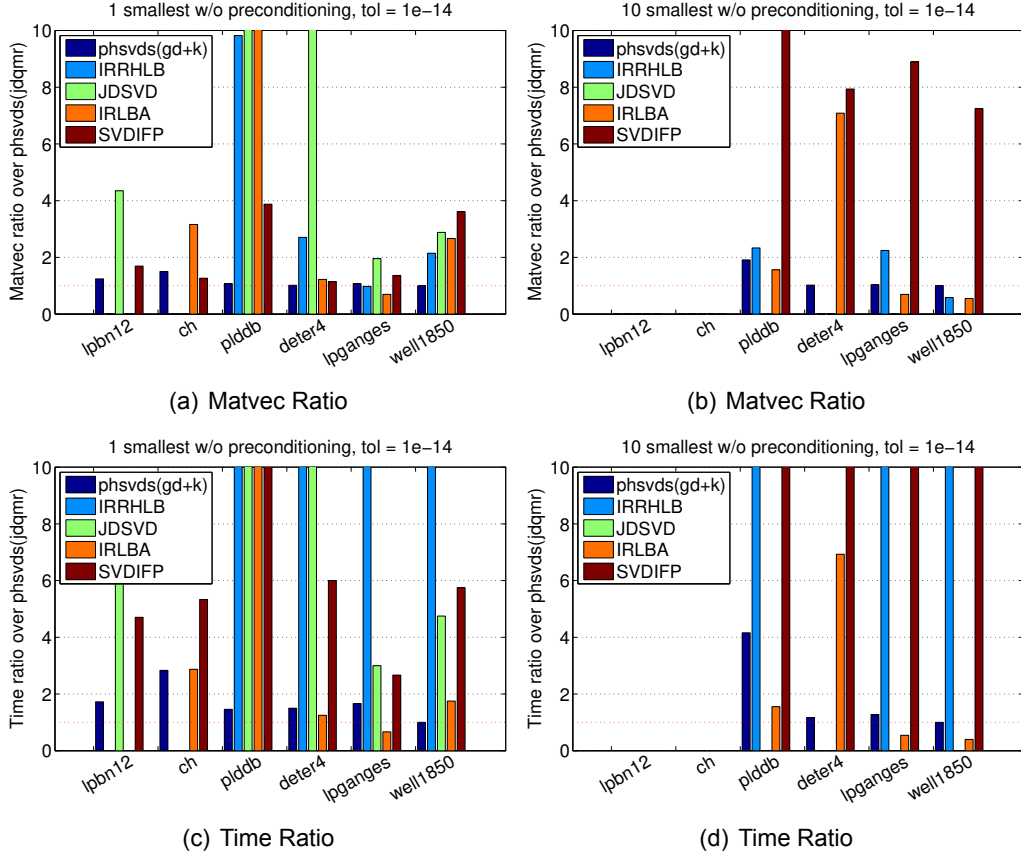 1 smallest w/o preconditioning, tol = 1e−14
Matvec ratio over phsvds(jdqmr)
10
8
6
4
2
0
phsvds(gd+k)
IRRHLB
JDSVD
IRLBA
SVDIFP
lpbn12
ch
plddb
deter4
lpganges
well1850
(a) Matvec Ratio
10 smallest w/o preconditioning, tol = 1e−14
Matvec ratio over phsvds(jdqmr)
10
8
6
4
2
0
phsvds(gd+k)
IRRHLB
JDSVD
IRLBA
SVDIFP
lpbn12
ch
plddb
deter4
lpganges
well1850
(b) Matvec Ratio
1 smallest w/o preconditioning, tol = 1e−14
Time ratio over phsvds(jdqmr)
10
8
6
4
2
0
phsvds(gd+k)
IRRHLB
JDSVD
IRLBA
SVDIFP
lpbn12
ch
plddb
deter4
lpganges
well1850
(c) Time Ratio
10 smallest w/o preconditioning, tol = 1e−14
Time ratio over phsvds(jdqmr)
10
8
6
4
2
0
phsvds(gd+k)
IRRHLB
JDSVD
IRLBA
SVDIFP
lpbn12
ch
plddb
deter4
lpganges
well1850
(d) Time Ratio